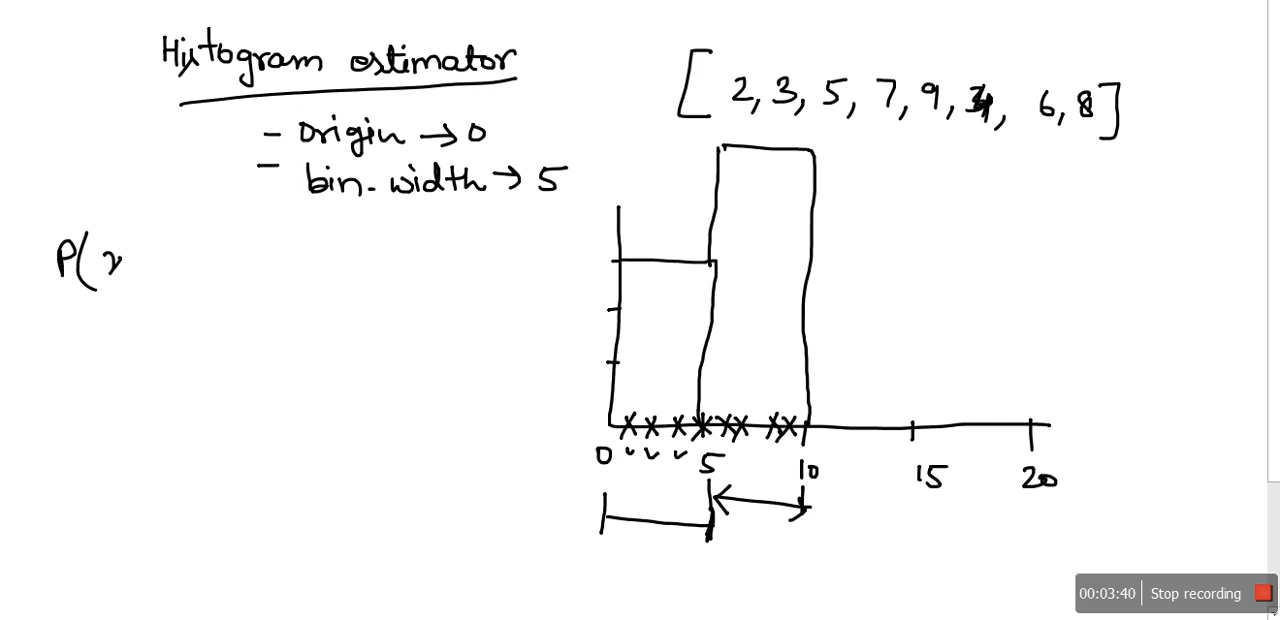 Histogram estimator
[ 2, 3, 5, 7, 9, 4, 6, 8 ]
- origin → 0
- bin-width → 5
P(x
0 5 10 15 20
00:03:40 Stop recording